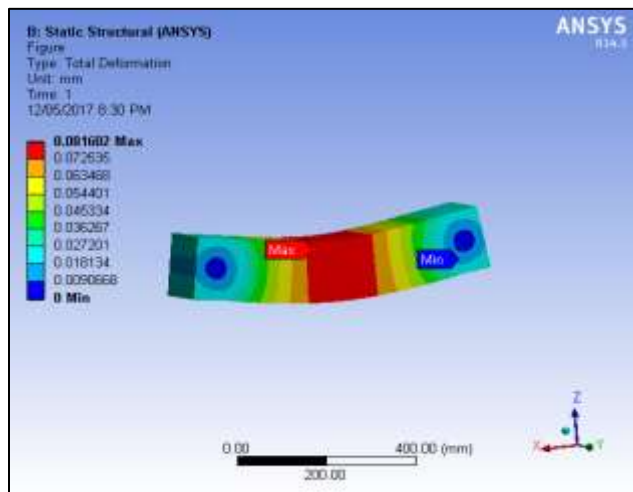 B: Static Structural (ANSYS)
Figure
Type: Total Deformation
Unit: mm
Time: 1
12/05/2017 8:30 PM
ANSYS
R14.5
0.081602 Max
0.072535
0.063468
0.054401
0.045334
0.036267
0.027201
0.018134
0.0090668
0 Min
Max
Min
0.00
400.00 (mm)
200.00
Z
X
Y